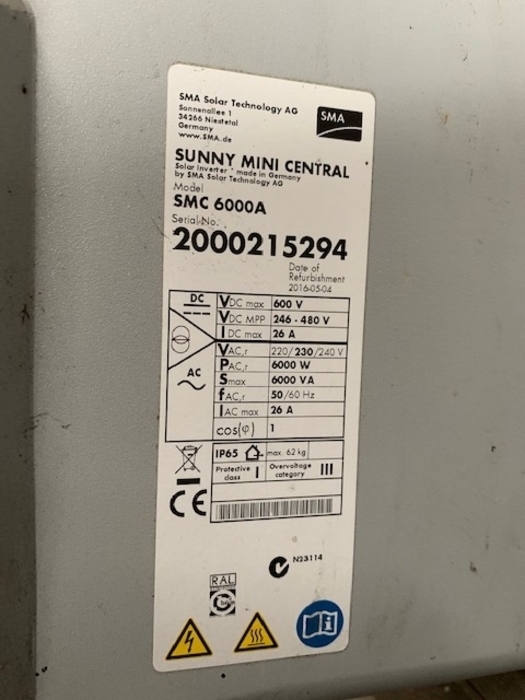 SMA Solar Technology AG
Sonnenallee 1
34266 Niestetal
Germany
www.SMA.de
SMA
SUNNY MINI CENTRAL
Solar Inverter * made in Germany
by SMA Solar Technology AG
Model
SMC 6000A
Serial-No.
2000215294
Date of
Refurbishment
2016-05-04
DC
VDC max 600 V
VDC MPP 246 - 480 V
IDC max 26 A
AC
VAC,r 220/230/240 V
PAC,r 6000 W
Smax 6000 VA
fAC,r 50/60 Hz
IAC max 26 A
cos(φ) 1
IP65 max. 62 kg
Protective class I Overvoltage category III
CE
N23114
RAL